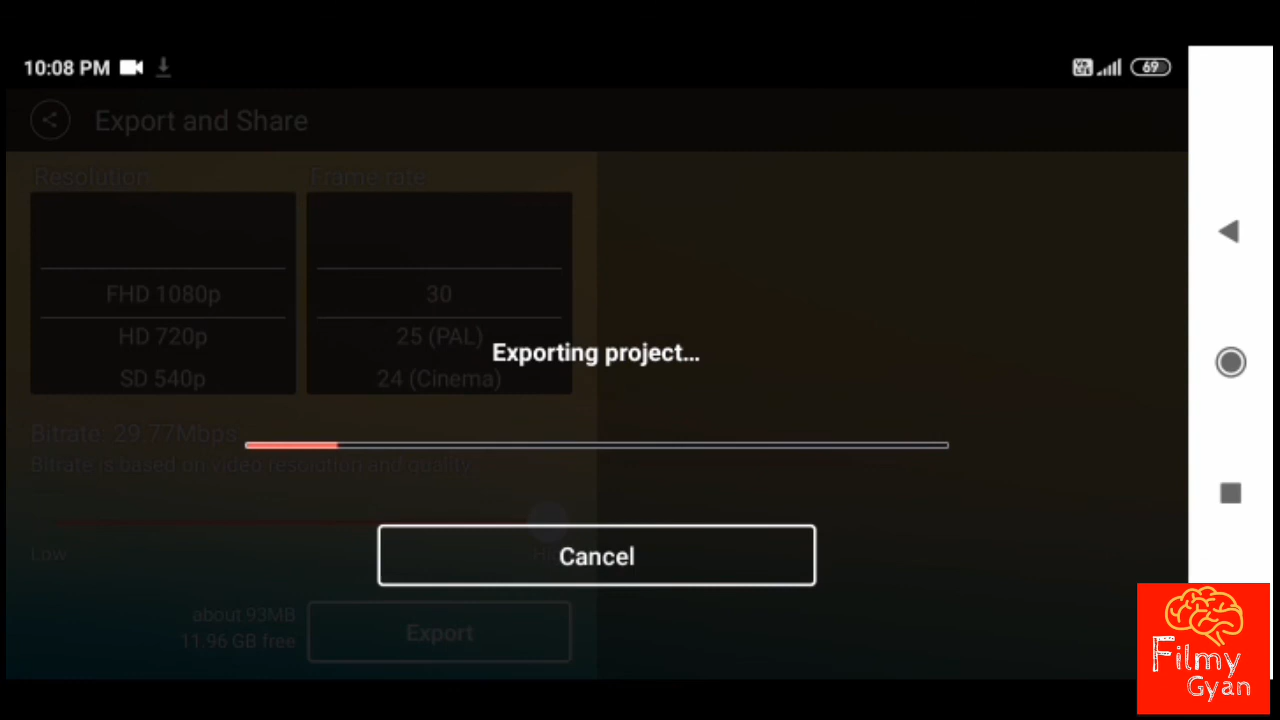 10:08 PM
69
Export and Share
Resolution:
Frame rate:
FHD 1080p
30
HD 720p
25 (PAL)
SD 540p
24 (Cinema)
Exporting project...
Bitrate: 29.77Mbps
Bitrate is based on video resolution and quality.
Low
Cancel
about 93MB
11.96 GB free
Export
Filmy
Gyan